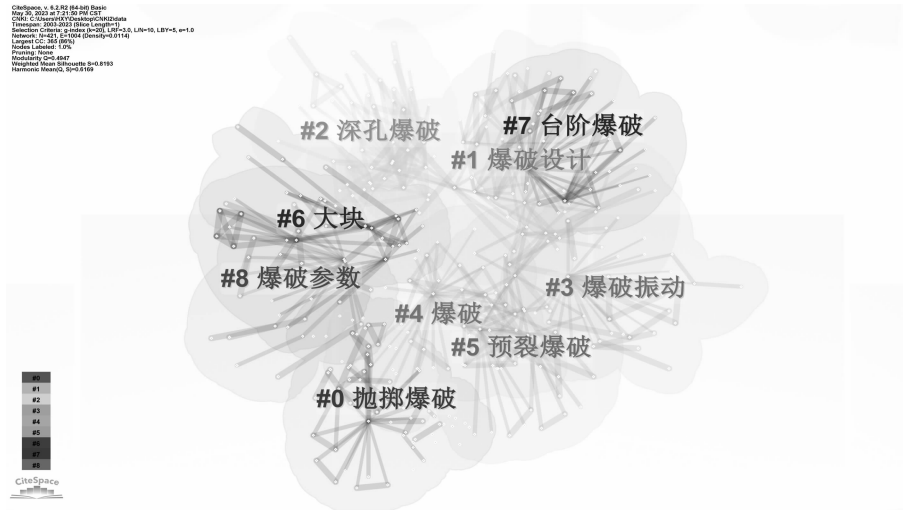 CiteSpace, v. 6.2.R2 (64-bit) Basic
May 30, 2023 at 7:21:50 PM CST
CNKI: C:\Users\HXY\Desktop\CNKI2\data
Timespan: 2003-2023 (Slice Length=1)
Selection Criteria: g-index (k=20), LRF=3.0, L/N=10, LBY=5, e=1.0
Network: N=421, E=1004 (Density=0.0114)
Largest CC: 365 (86%)
Nodes Labeled: 1.0%
Pruning: None
Modularity Q=0.4947
Weighted Mean Silhouette S=0.8193
Harmonic Mean(Q, S)=0.6169
#2 深孔爆破
#7 台阶爆破
#1 爆破设计
#6 大块
#8 爆破参数
#3 爆破振动
#4 爆破
#5 预裂爆破
#0 抛掷爆破
#0
#1
#2
#3
#4
#5
#6
#7
#8
CiteSpace